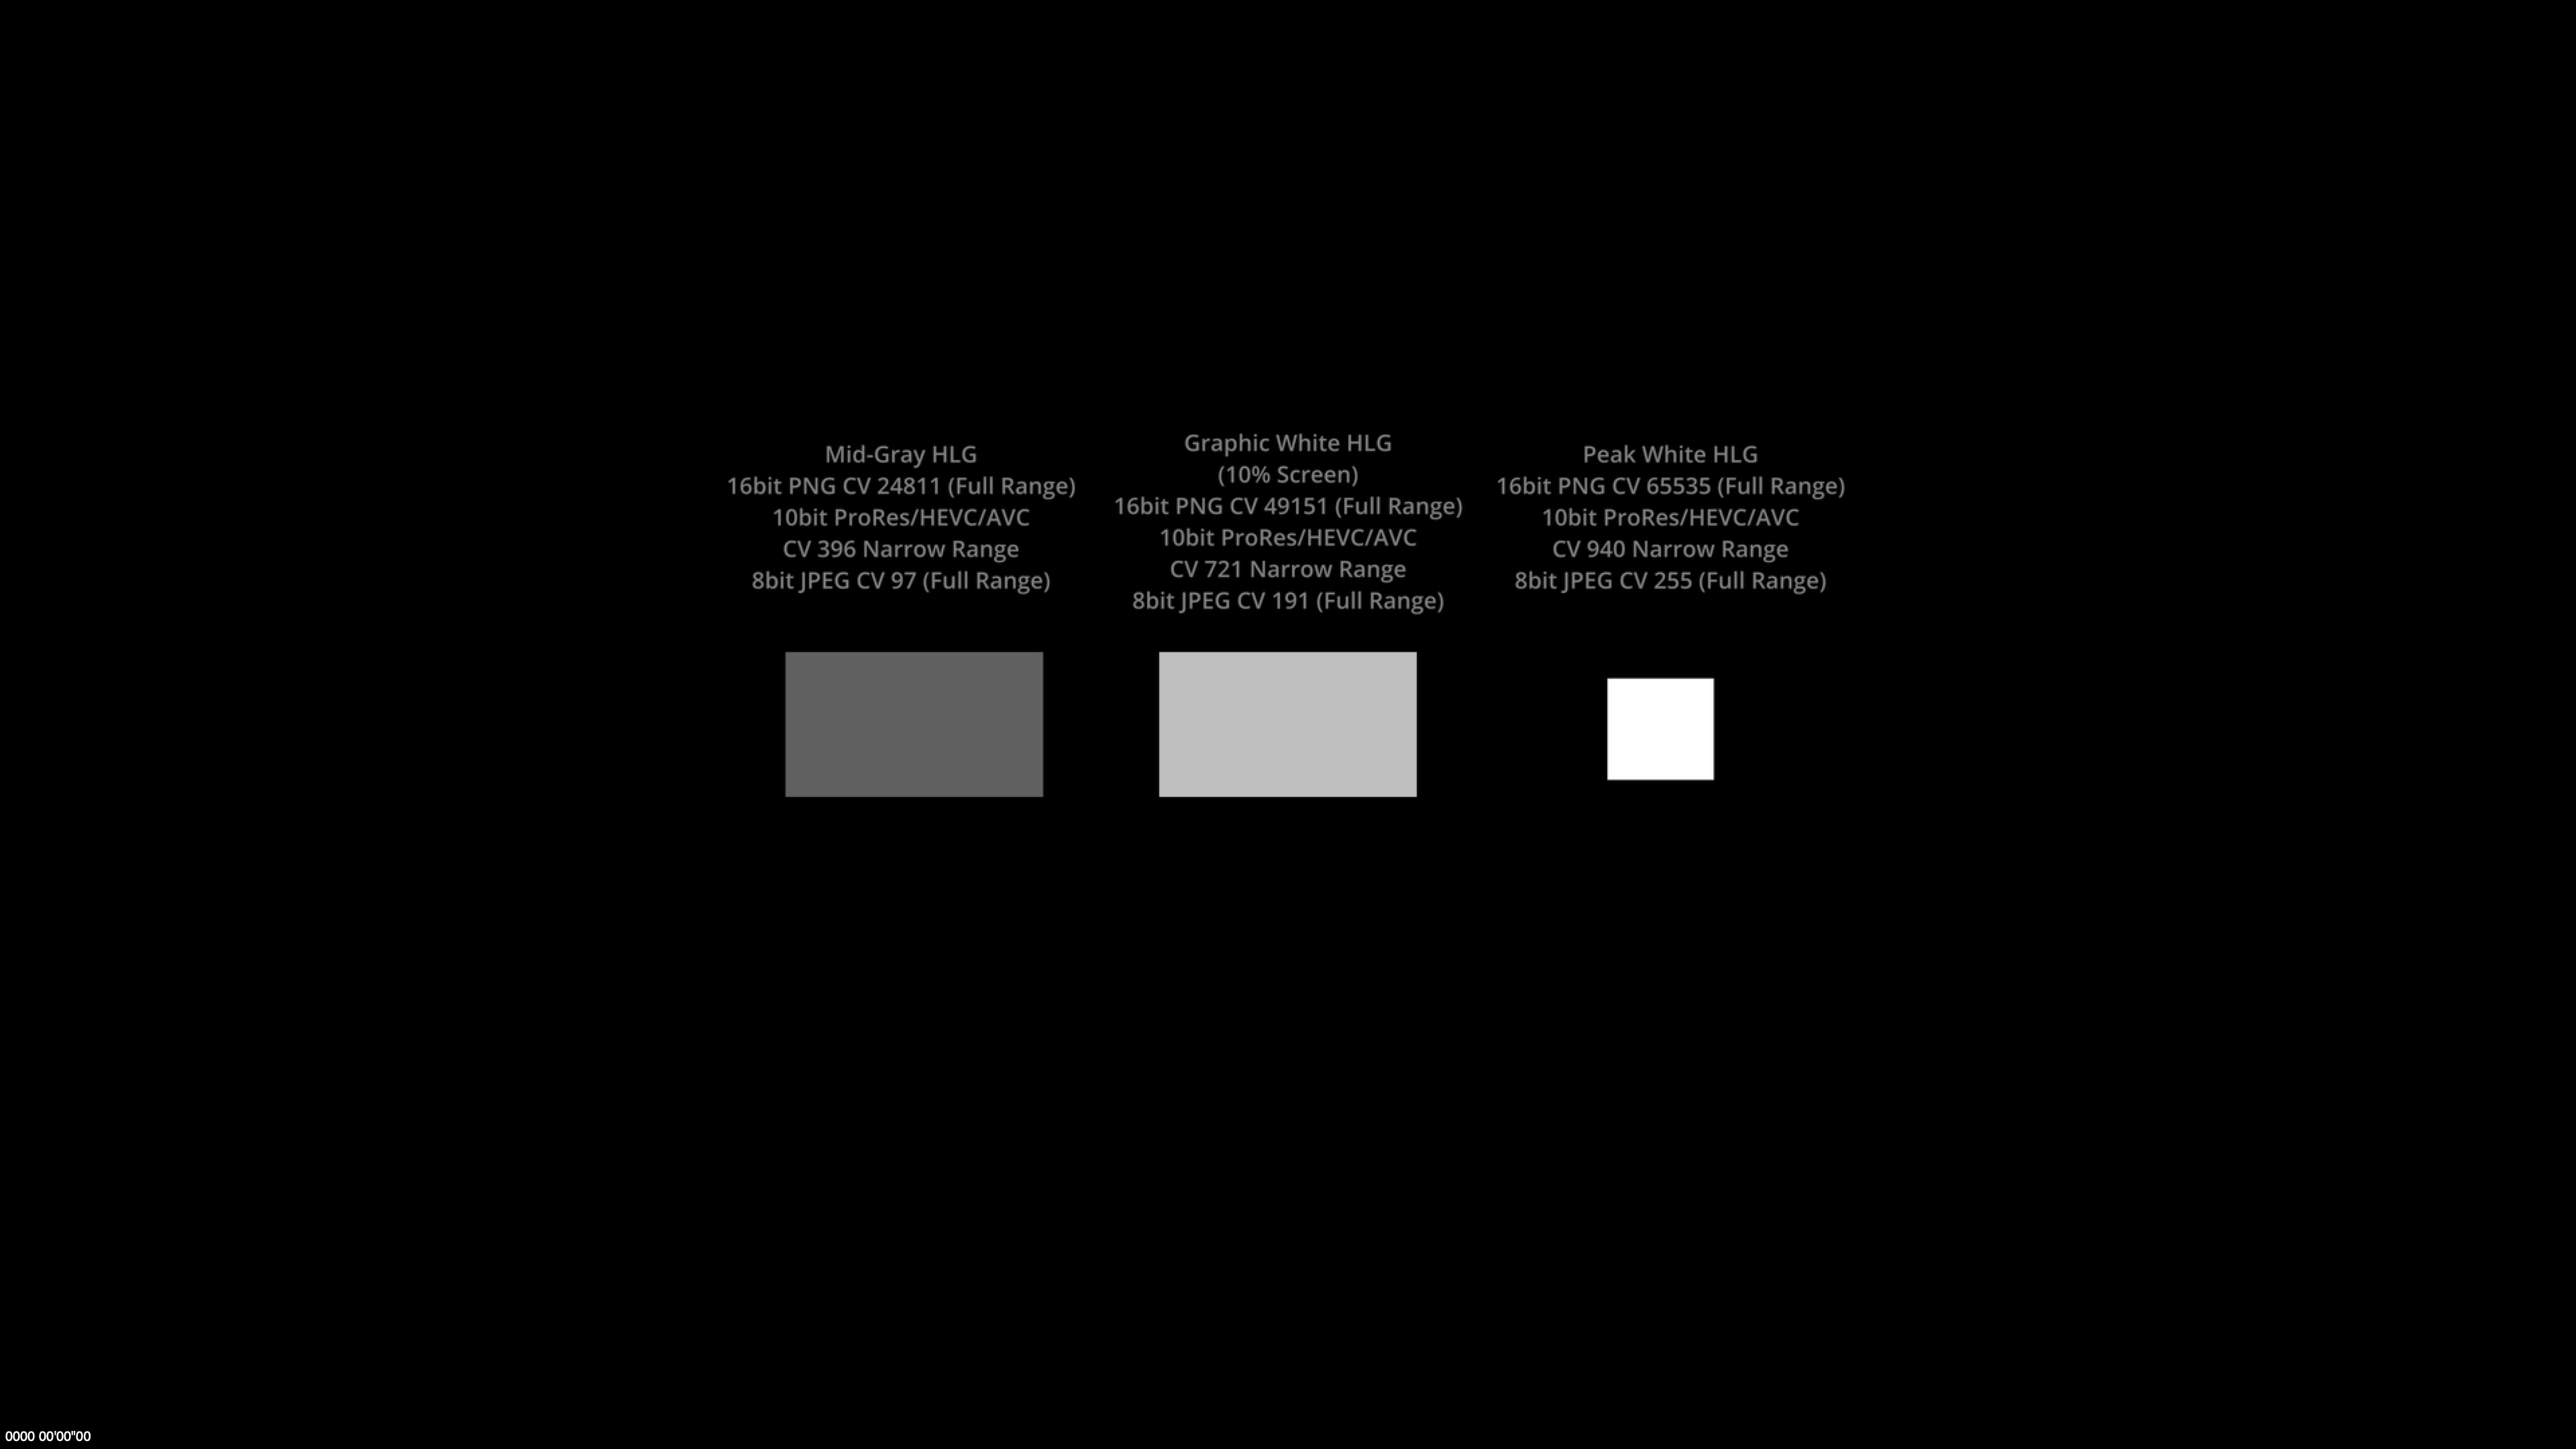 Mid-Gray HLG
16bit PNG CV 24811 (Full Range)
10bit ProRes/HEVC/AVC
CV 396 Narrow Range
8bit JPEG CV 97 (Full Range)
Graphic White HLG
(10% Screen)
16bit PNG CV 49151 (Full Range)
10bit ProRes/HEVC/AVC
CV 721 Narrow Range
8bit JPEG CV 191 (Full Range)
Peak White HLG
16bit PNG CV 65535 (Full Range)
10bit ProRes/HEVC/AVC
CV 940 Narrow Range
8bit JPEG CV 255 (Full Range)
0000 00'00"00